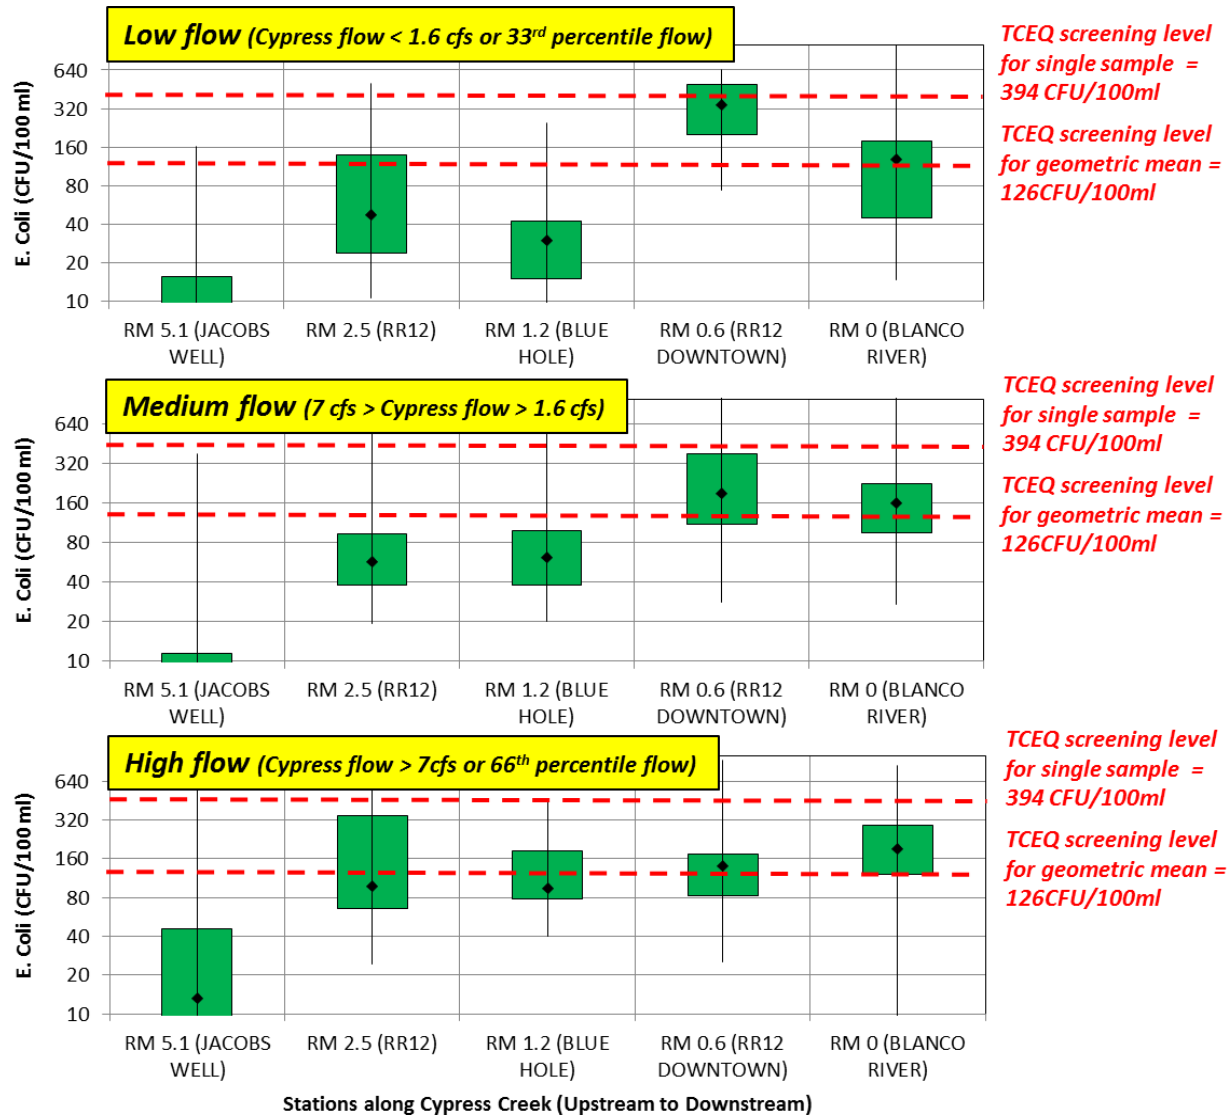 Low flow (Cypress flow < 1.6 cfs or 33rd percentile flow)
TCEQ screening level
for single sample =
394 CFU/100ml
TCEQ screening level
for geometric mean =
126CFU/100ml
E. Coli (CFU/100 ml)
640
320
160
80
40
20
10
RM 5.1 (JACOBS
WELL)
RM 2.5 (RR12)
RM 1.2 (BLUE
HOLE)
RM 0.6 (RR12
DOWNTOWN)
RM 0 (BLANCO
RIVER)
Medium flow (7 cfs > Cypress flow > 1.6 cfs)
TCEQ screening level
for single sample =
394 CFU/100ml
TCEQ screening level
for geometric mean =
126CFU/100ml
E. Coli (CFU/100 ml)
640
320
160
80
40
20
10
RM 5.1 (JACOBS
WELL)
RM 2.5 (RR12)
RM 1.2 (BLUE
HOLE)
RM 0.6 (RR12
DOWNTOWN)
RM 0 (BLANCO
RIVER)
High flow (Cypress flow > 7cfs or 66th percentile flow)
TCEQ screening level
for single sample =
394 CFU/100ml
TCEQ screening level
for geometric mean =
126CFU/100ml
E. Coli (CFU/100 ml)
640
320
160
80
40
20
10
RM 5.1 (JACOBS
WELL)
RM 2.5 (RR12)
RM 1.2 (BLUE
HOLE)
RM 0.6 (RR12
DOWNTOWN)
RM 0 (BLANCO
RIVER)
Stations along Cypress Creek (Upstream to Downstream)